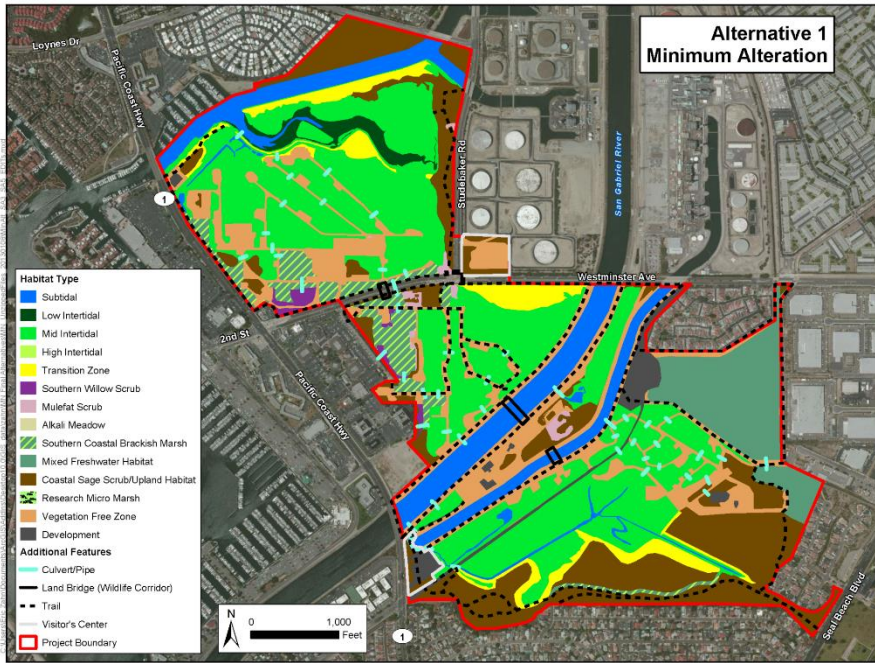 Alternative 1
Minimum Alteration
Loynes Dr
Pacific Coast Hwy
1
Studebaker Rd
San Gabriel River
Westminster Ave
2nd St
Pacific Coast Hwy
Seal Beach Blvd
1
Habitat Type
Subtidal
Low Intertidal
Mid Intertidal
High Intertidal
Transition Zone
Southern Willow Scrub
Mulefat Scrub
Alkali Meadow
Southern Coastal Brackish Marsh
Mixed Freshwater Habitat
Coastal Sage Scrub/Upland Habitat
Research Micro Marsh
Vegetation Free Zone
Development
Additional Features
Culvert/Pipe
Land Bridge (Wildlife Corridor)
Trail
Visitor's Center
Project Boundary
N
0 1,000
Feet